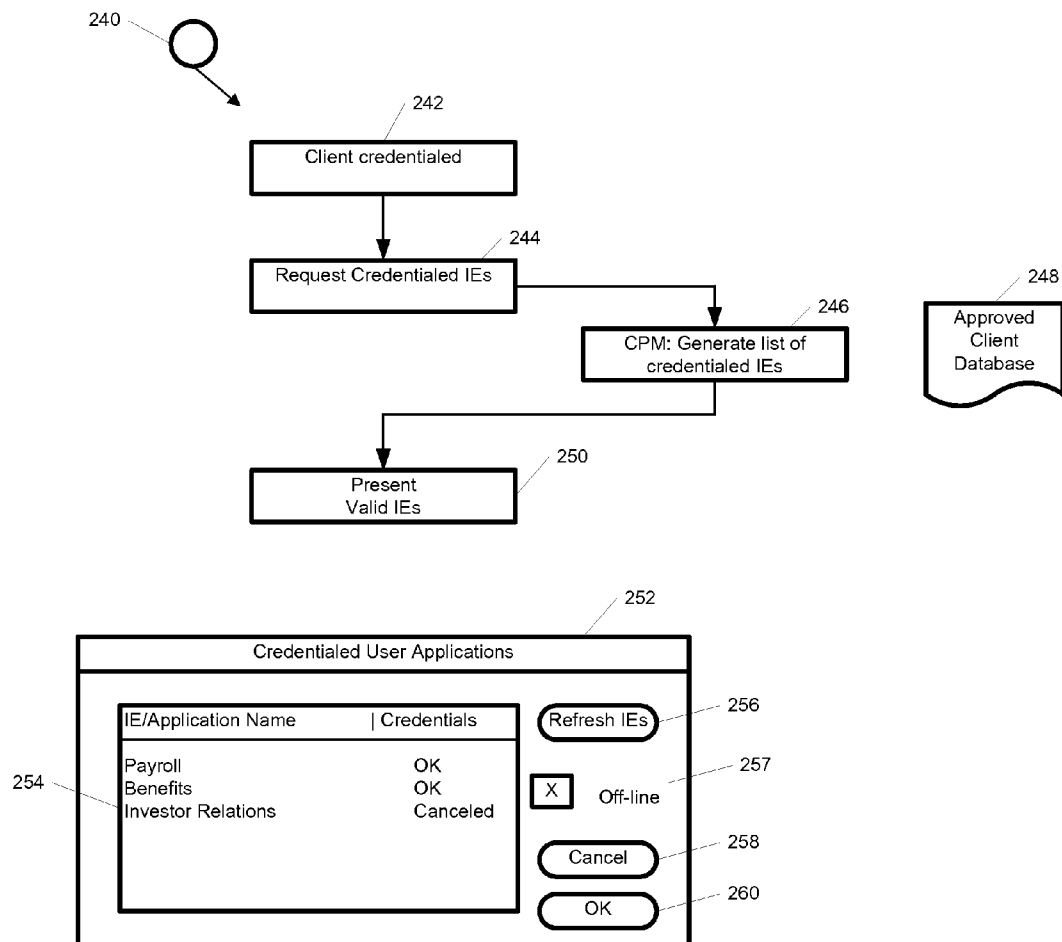 240
242
Client credentialed
244
Request Credentialed IEs
246
248
CPM: Generate list of
credentialed IEs
Approved
Client
Database
250
Present
Valid IEs
252
Credentialed User Applications
IE/Application Name | Credentials
Refresh IEs
256
254
Payroll OK
Benefits OK
Investor Relations Canceled
X Off-line
257
Cancel
258
OK
260